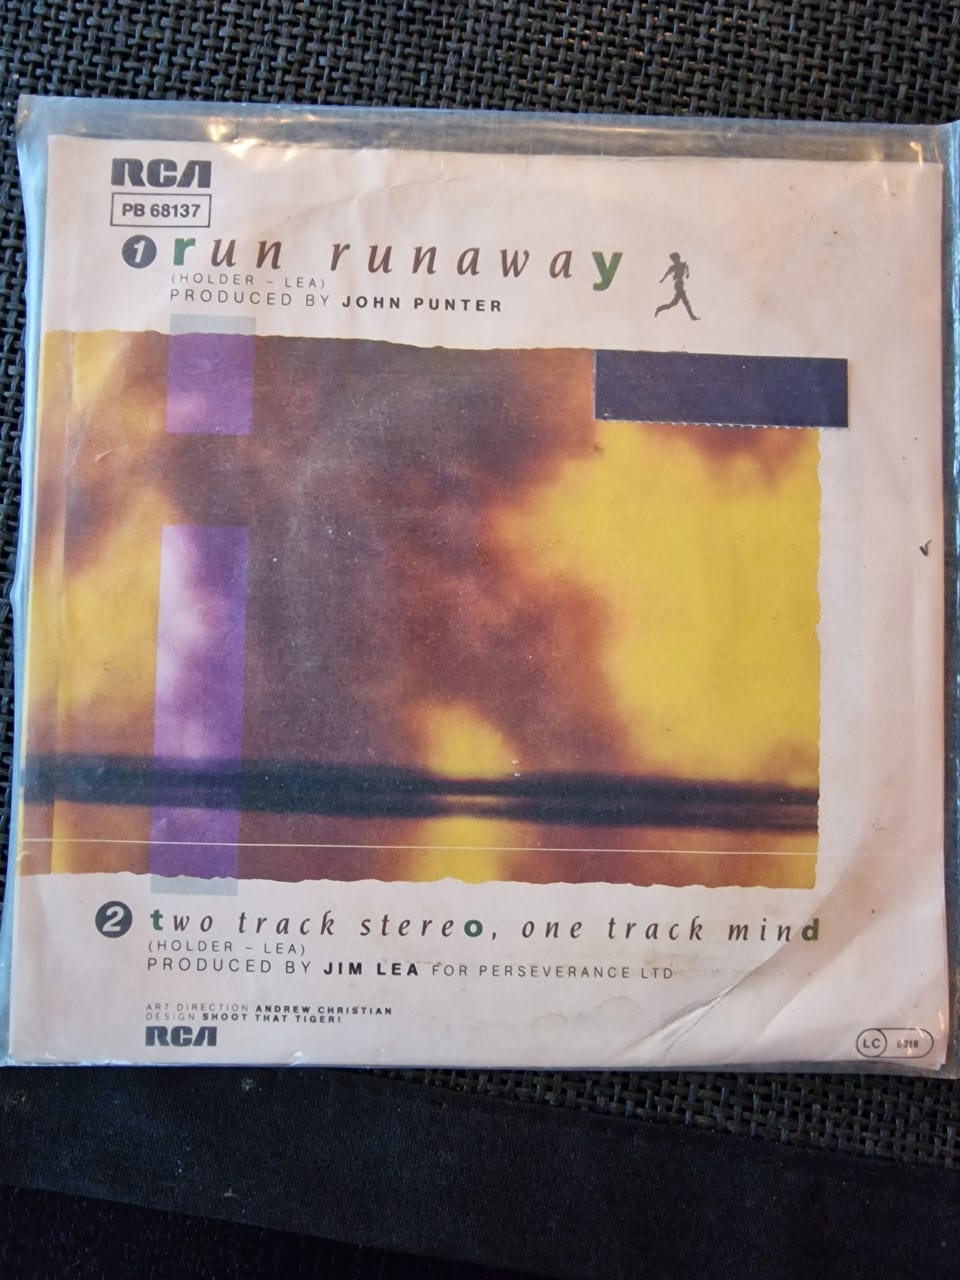 RCA
PB 68137
1 run runaway
(HOLDER – LEA)
PRODUCED BY JOHN PUNTER
2 two track stereo, one track mind
(HOLDER – LEA)
PRODUCED BY JIM LEA FOR PERSEVERANCE LTD
ART DIRECTION ANDREW CHRISTIAN
DESIGN SHOOT THAT TIGER!
RCA
LC